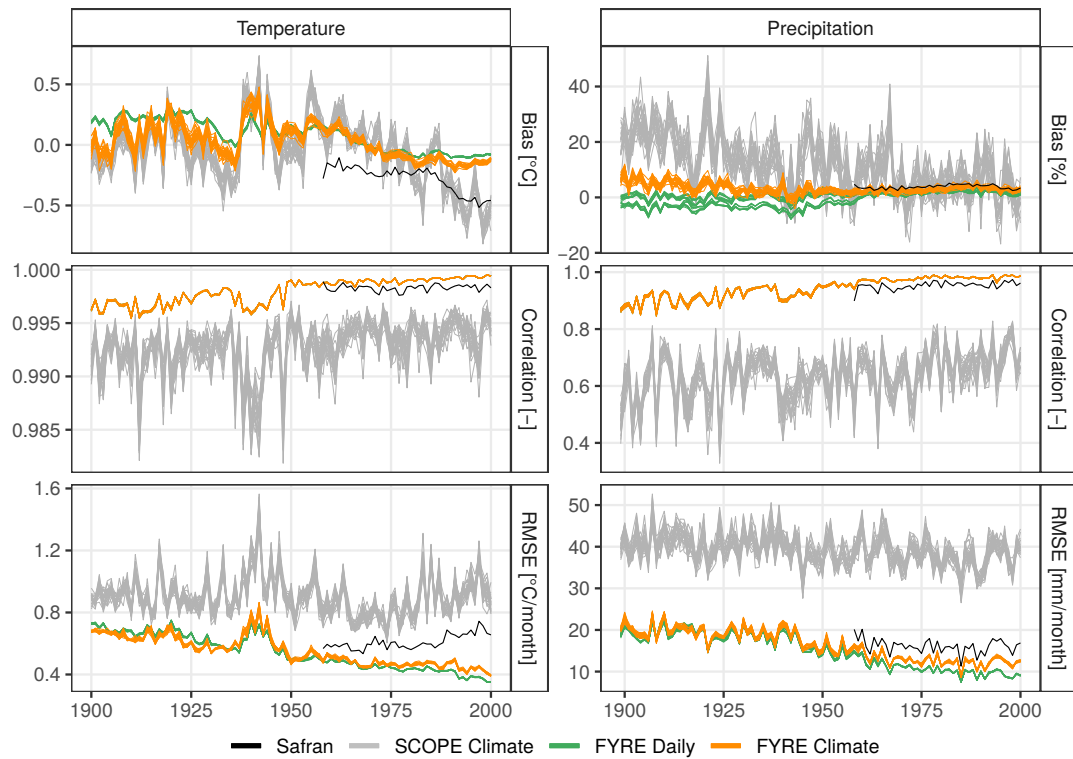 Temperature
Precipitation
0.5
0.0
−0.5
Bias [°C]
40
20
0
−20
Bias [%]
1.000
0.995
0.990
0.985
Correlation [−]
1.0
0.8
0.6
0.4
Correlation [−]
1.6
1.2
0.8
0.4
RMSE [°C/month]
50
40
30
20
10
RMSE [mm/month]
1900 1925 1950 1975 2000
1900 1925 1950 1975 2000
Safran SCOPE Climate FYRE Daily FYRE Climate